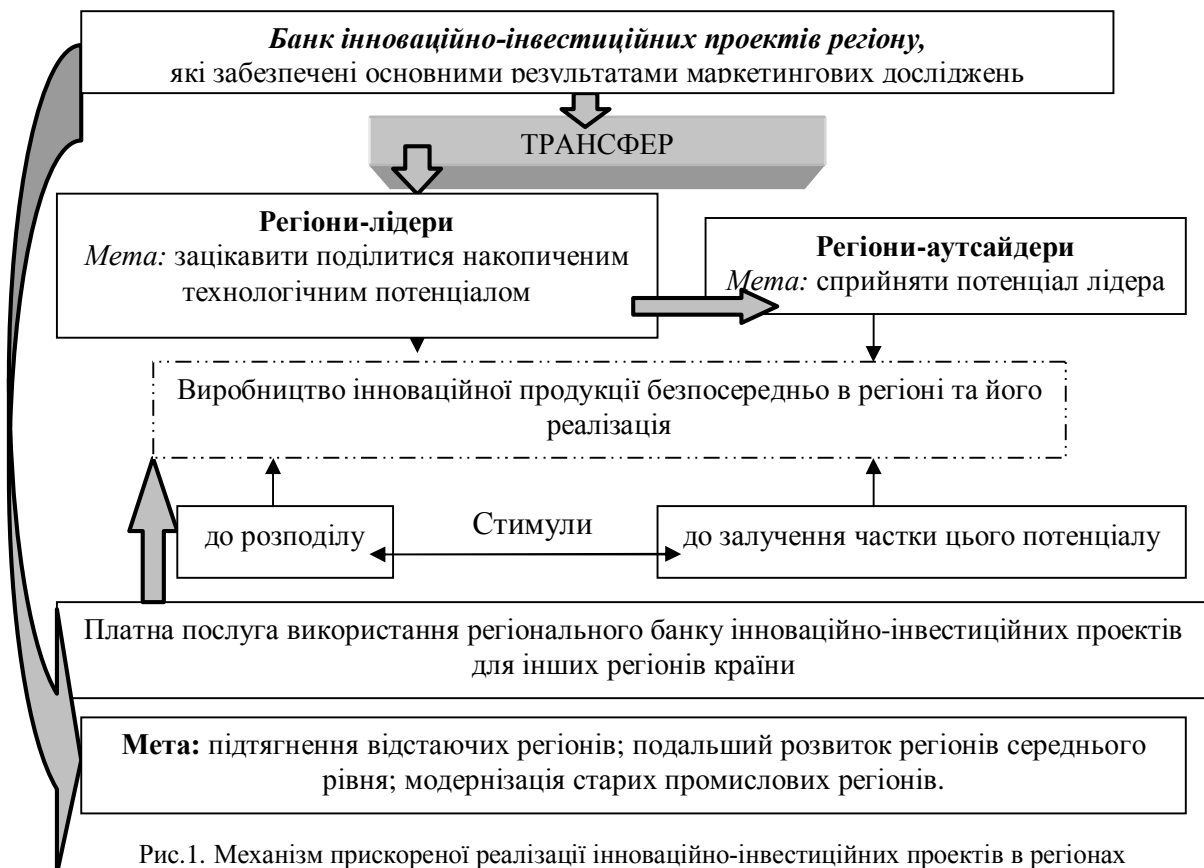 Банк інноваційно-інвестиційних проектів регіону,
які забезпечені основними результатами маркетингових досліджень
ТРАНСФЕР
Регіони-лідери
Мета: зацікавити поділитися накопиченим
технологічним потенціалом
Регіони-аутсайдери
Мета: сприйняти потенціал лідера
Виробництво інноваційної продукції безпосередньо в регіоні та його
реалізація
до розподілу
Стимули
до залучення частки цього потенціалу
Платна послуга використання регіонального банку інноваційно-інвестиційних проектів
для інших регіонів країни
Мета: підтягнення відстаючих регіонів; подальший розвиток регіонів середнього
рівня; модернізація старих промислових регіонів.
Рис.1. Механізм прискореної реалізації інноваційно-інвестиційних проектів в регіонах